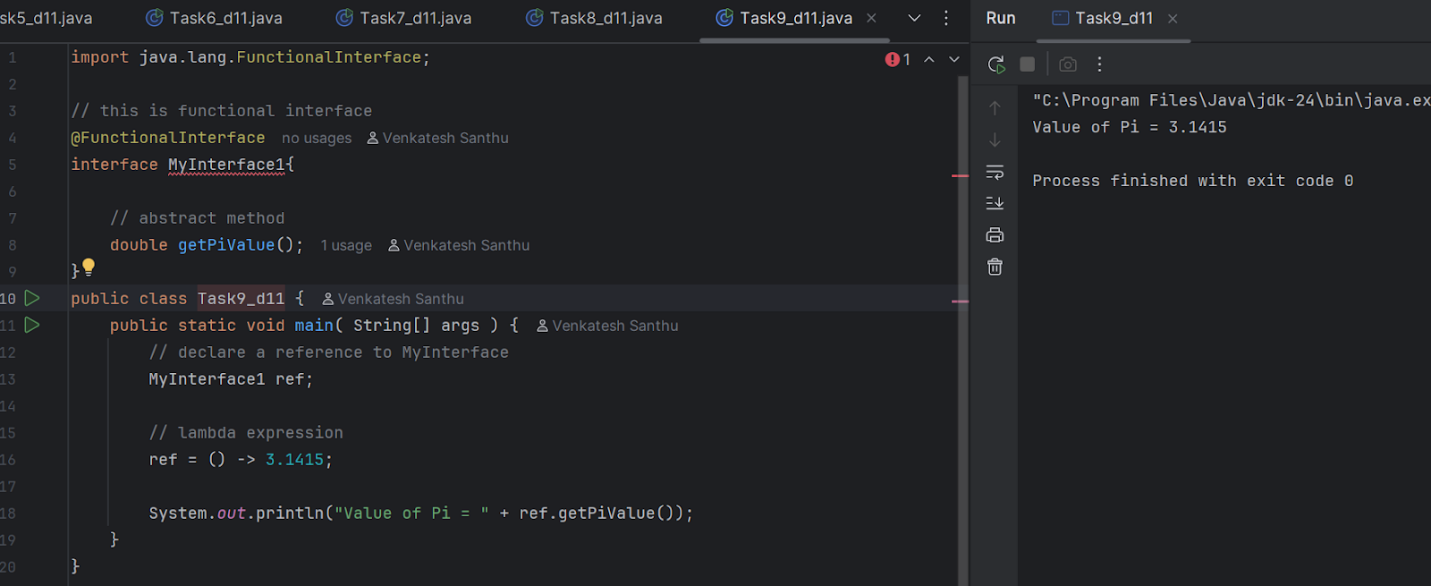 sk5_d11.java Task6_d11.java Task7_d11.java Task8_d11.java Task9_d11.java
1 import java.lang.FunctionalInterface;
1
2
3 // this is functional interface
4 @FunctionalInterface no usages Venkatesh Santhu
5 interface MyInterface1{
6
7 // abstract method
8 double getPiValue(); 1 usage Venkatesh Santhu
9 }
10 public class Task9_d11 { Venkatesh Santhu
11 public static void main( String[] args ) { Venkatesh Santhu
12 // declare a reference to MyInterface
13 MyInterface1 ref;
14
15 // lambda expression
16 ref = () -> 3.1415;
17
18 System.out.println("Value of Pi = " + ref.getPiValue());
19 }
20 }
Run Task9_d11
"C:\Program Files\Java\jdk-24\bin\java.ex
Value of Pi = 3.1415
Process finished with exit code 0